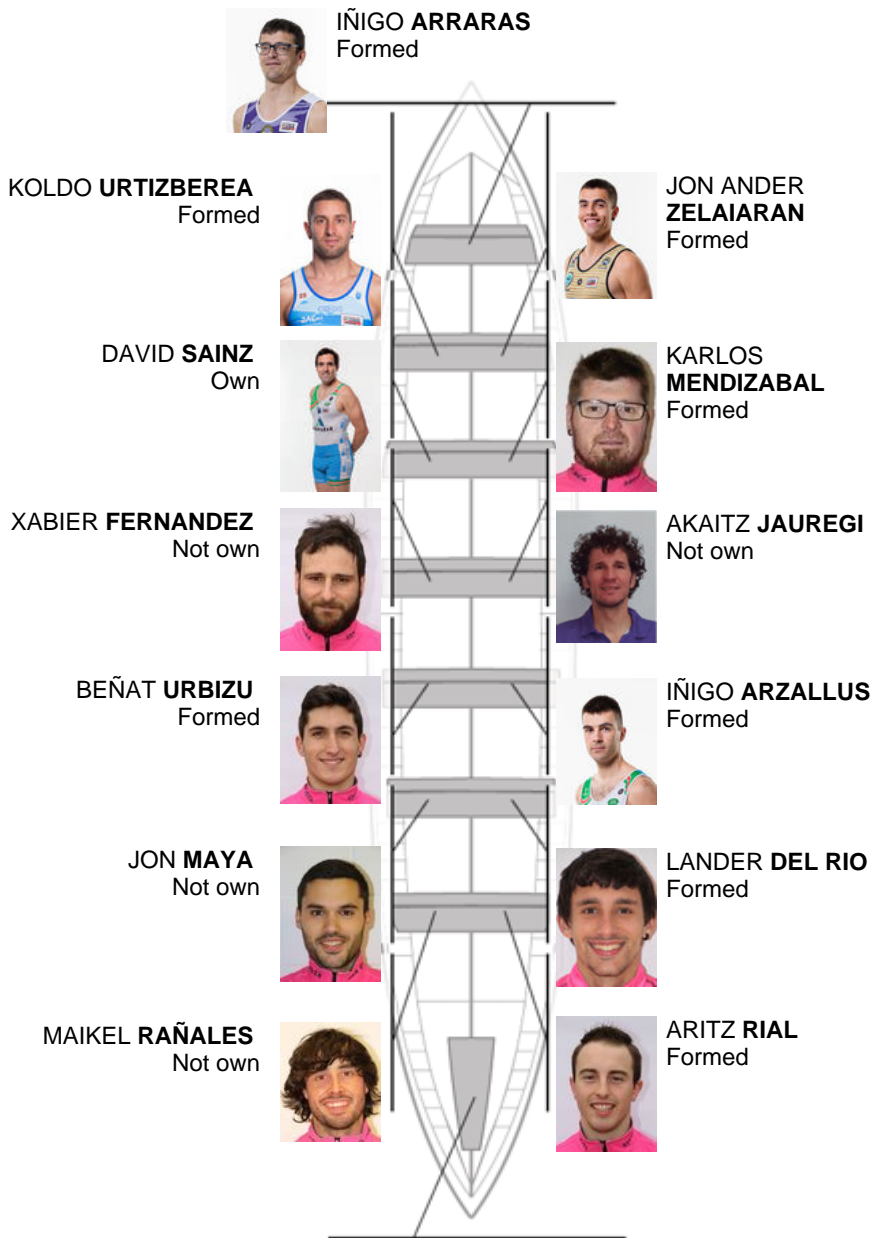 IÑIGO ARRARAS
Formed
KOLDO URTIZBEREA
Formed
JON ANDER
ZELAIARAN
Formed
DAVID SAINZ
Own
KARLOS
MENDIZABAL
Formed
XABIER FERNANDEZ
Not own
AKAITZ JAUREGI
Not own
BEÑAT URBIZU
Formed
IÑIGO ARZALLUS
Formed
JON MAYA
Not own
LANDER DEL RIO
Formed
MAIKEL RAÑALES
Not own
ARITZ RIAL
Formed